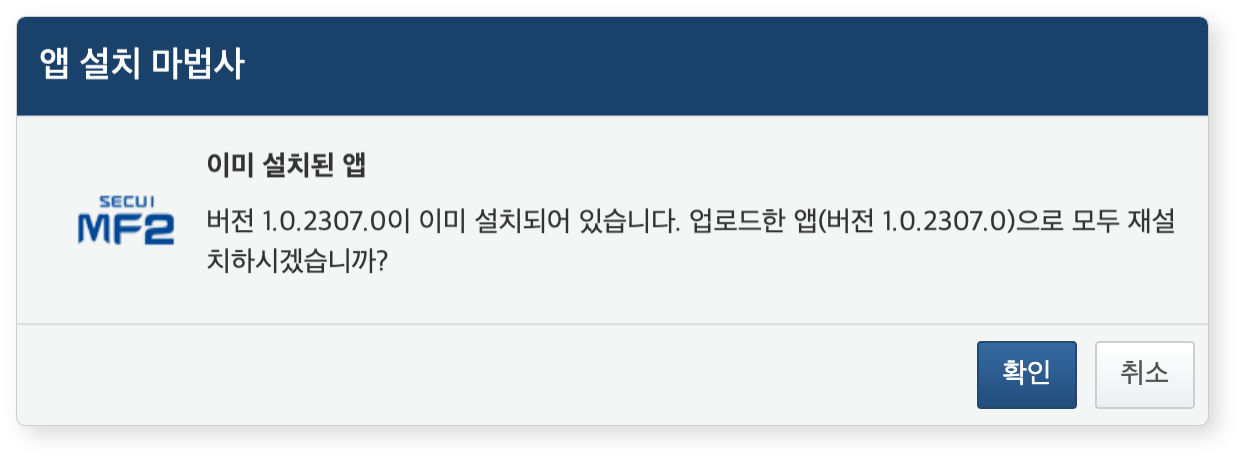 앱 설치 마법사
이미 설치된 앱
SECUI
MF2
버전 1.0.2307.0이 이미 설치되어 있습니다. 업로드한 앱(버전 1.0.2307.0)으로 모두 재설
치하시겠습니까?
확인
취소